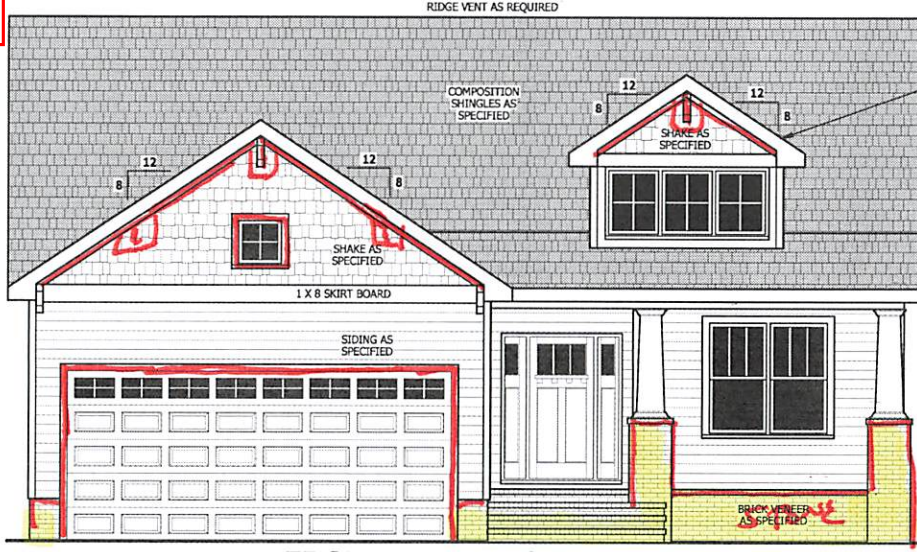 RIDGE VENT AS REQUIRED
COMPOSITION
SHINGLES AS
SPECIFIED
12
8
12
8
SHAKE AS
SPECIFIED
12
8
12
8
SHAKE AS
SPECIFIED
1 X 8 SKIRT BOARD
SIDING AS
SPECIFIED
BRICK VENEER
AS SPECIFIED
stone